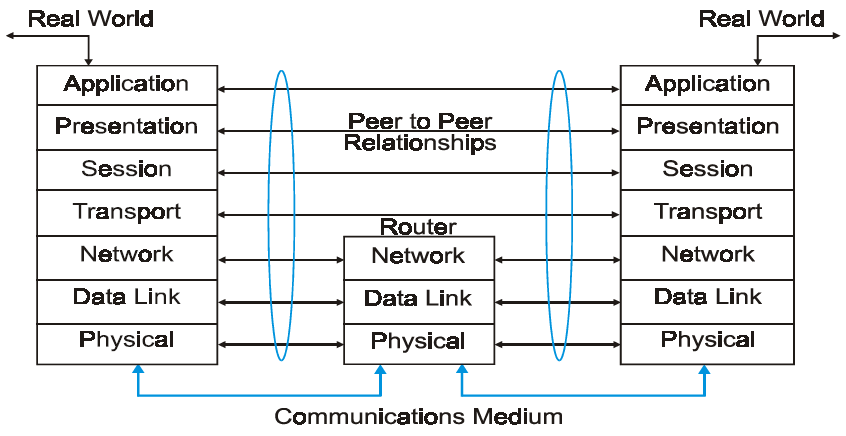 Real World
Real World
Application
Presentation
Session
Transport
Network
Data Link
Physical
Peer to Peer
Relationships
Router
Network
Data Link
Physical
Application
Presentation
Session
Transport
Network
Data Link
Physical
Communications Medium